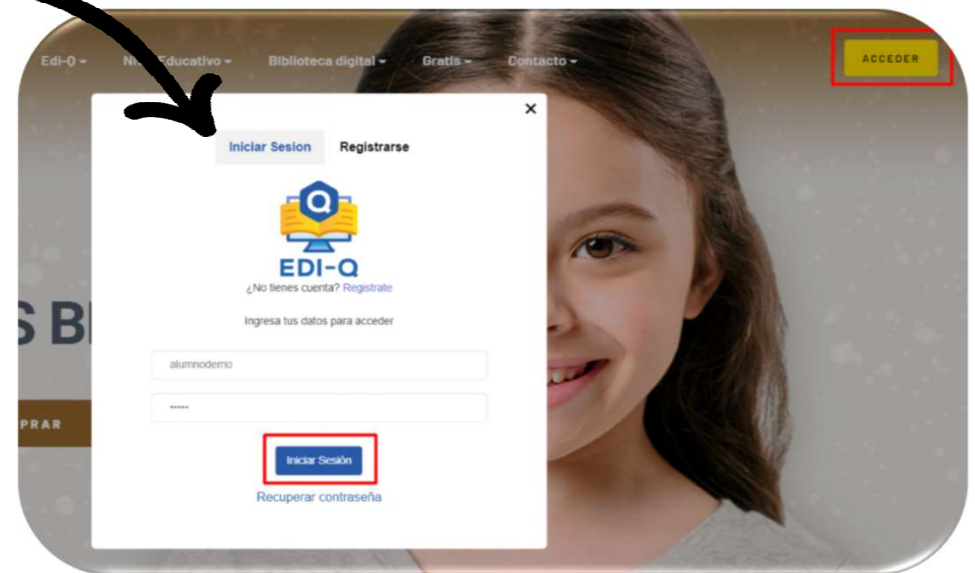 Edi-Q
Educativo
Biblioteca digital
Gratis
Contacto
ACCEDER
×
Iniciar Sesion
Registrarse
Q
EDI-Q
¿No tienes cuenta? Registrate
Ingresa tus datos para acceder
alumnodemo
•••••
S B
PRAR
Iniciar Sesión
Recuperar contraseña